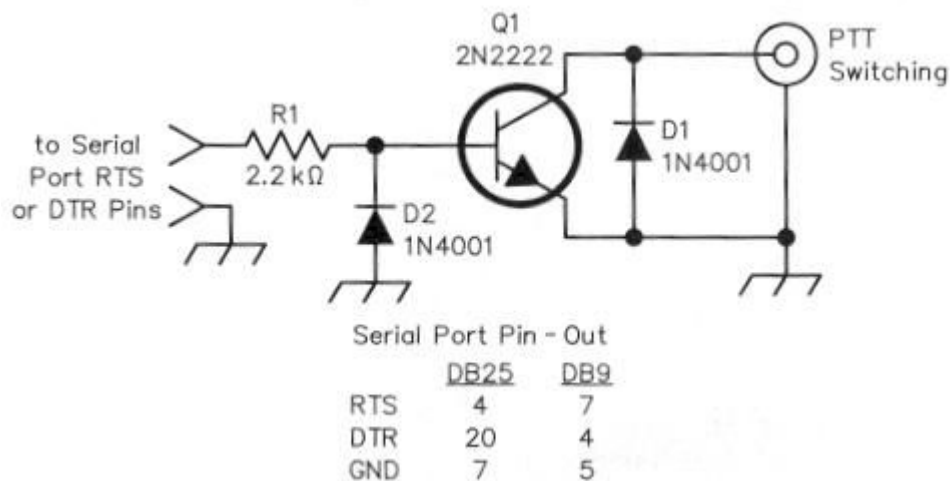 Q1
2N2222
PTT
Switching
R1
2.2 kΩ
to Serial
Port RTS
or DTR Pins
D1
1N4001
D2
1N4001
Serial Port Pin - Out
DB25 DB9
RTS 4 7
DTR 20 4
GND 7 5